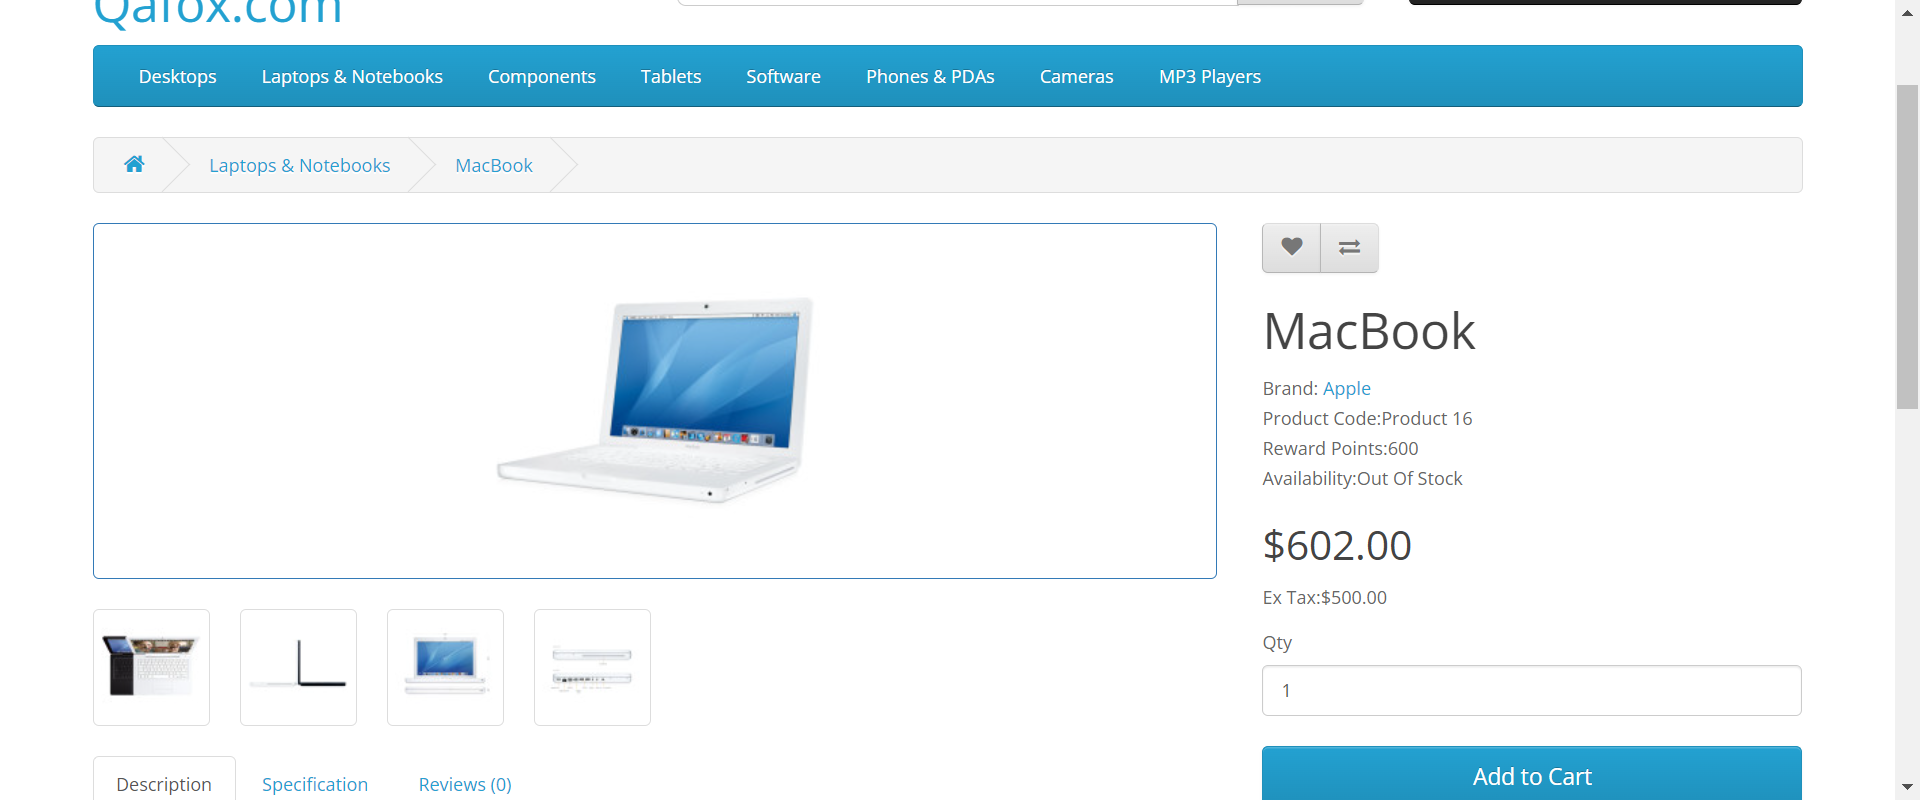 Qafox.com
Desktops Laptops & Notebooks Components Tablets Software Phones & PDAs Cameras MP3 Players
Laptops & Notebooks MacBook
MacBook
Brand: Apple
Product Code:Product 16
Reward Points:600
Availability:Out Of Stock
$602.00
Ex Tax:$500.00
Qty
1
Add to Cart
Description Specification Reviews (0)